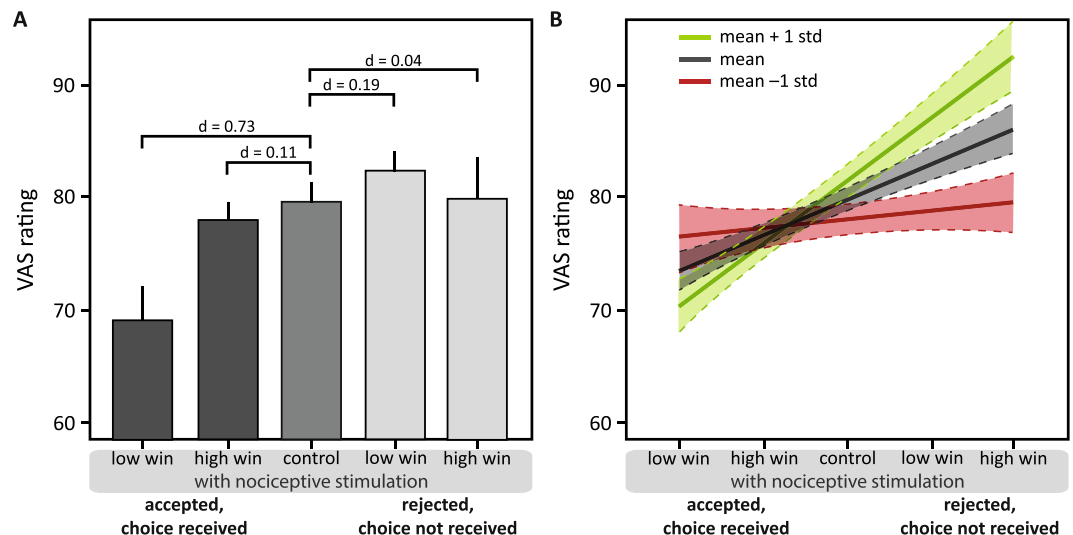 A
VAS rating
90
80
70
60
d = 0.04
d = 0.19
d = 0.73
d = 0.11
low win high win control low win high win
with nociceptive stimulation
accepted, rejected,
choice received choice not received
B
VAS rating
90
80
70
60
mean + 1 std
mean
mean –1 std
low win high win control low win high win
with nociceptive stimulation
accepted, rejected,
choice received choice not received